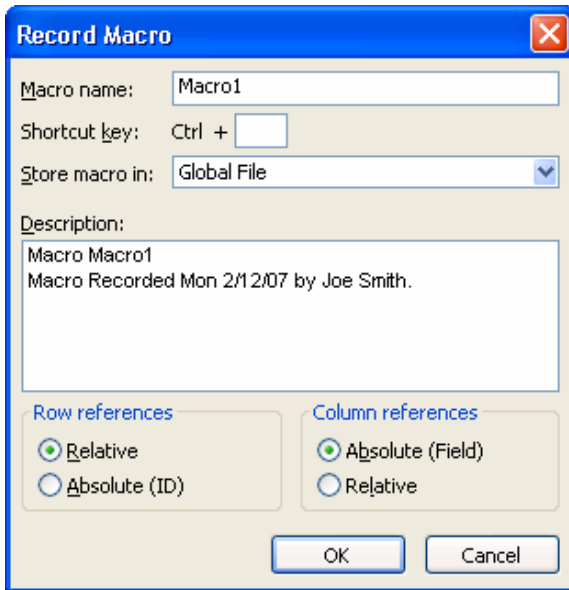 Record Macro
Macro name: Macro1
Shortcut key: Ctrl +
Store macro in: Global File
Description:
Macro Macro1
Macro Recorded Mon 2/12/07 by Joe Smith.
Row references Column references
Relative Absolute (Field)
Absolute (ID) Relative
OK Cancel